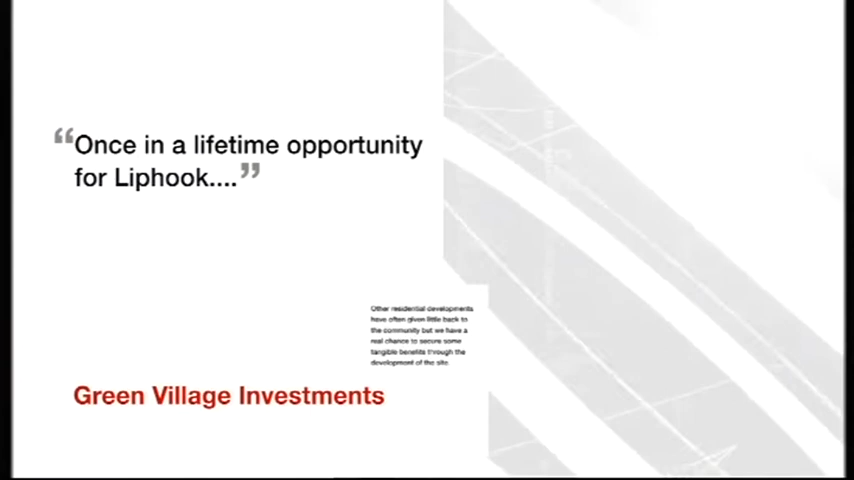 “Once in a lifetime opportunity
for Liphook....”
Other residential developments
have often given little back to
the community but we have a
real chance to secure some
tangible benefits through the
development of the site.
Green Village Investments